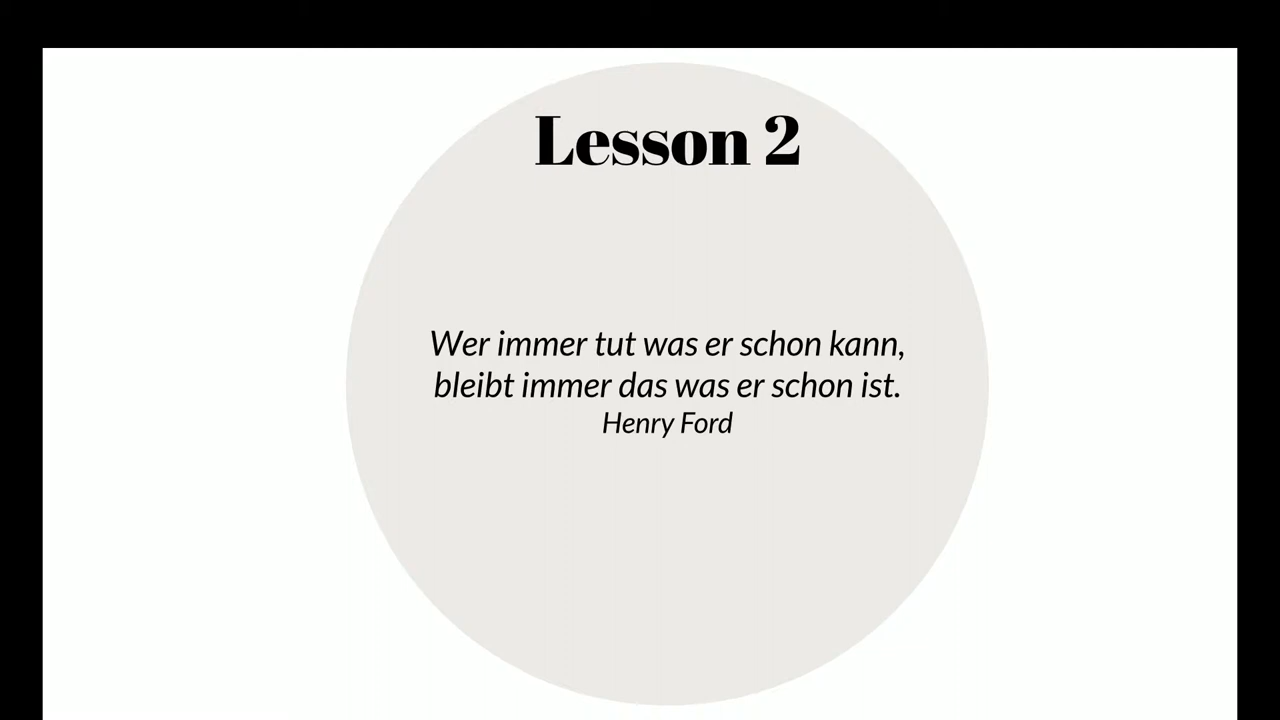 Lesson 2
Wer immer tut was er schon kann,
bleibt immer das was er schon ist.
Henry Ford